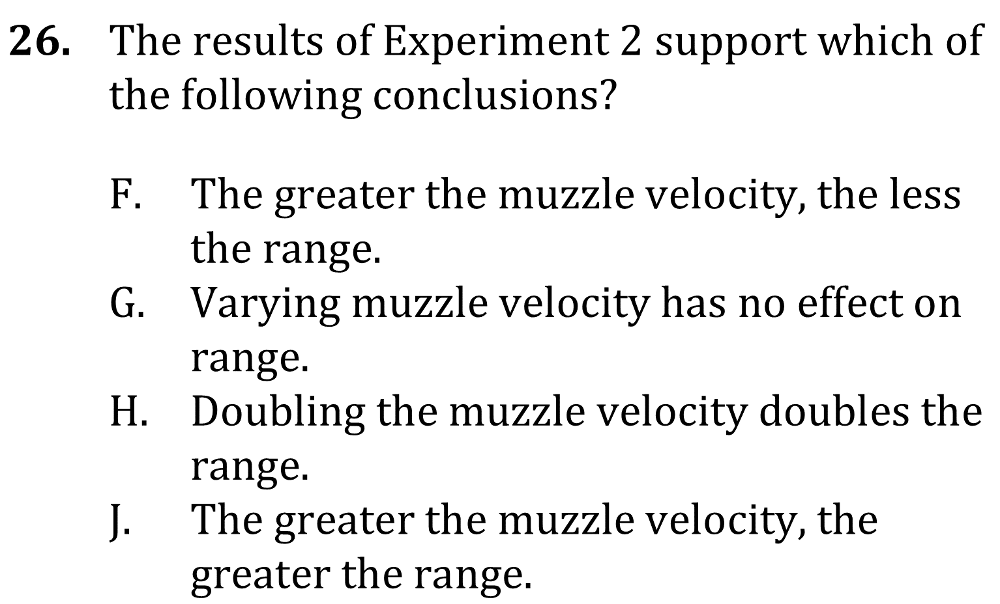 26. The results of Experiment 2 support which of
the following conclusions?
F. The greater the muzzle velocity, the less
the range.
G. Varying muzzle velocity has no effect on
range.
H. Doubling the muzzle velocity doubles the
range.
J. The greater the muzzle velocity, the
greater the range.